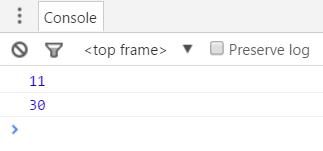 Console
<top frame> ▼ Preserve log
11
30